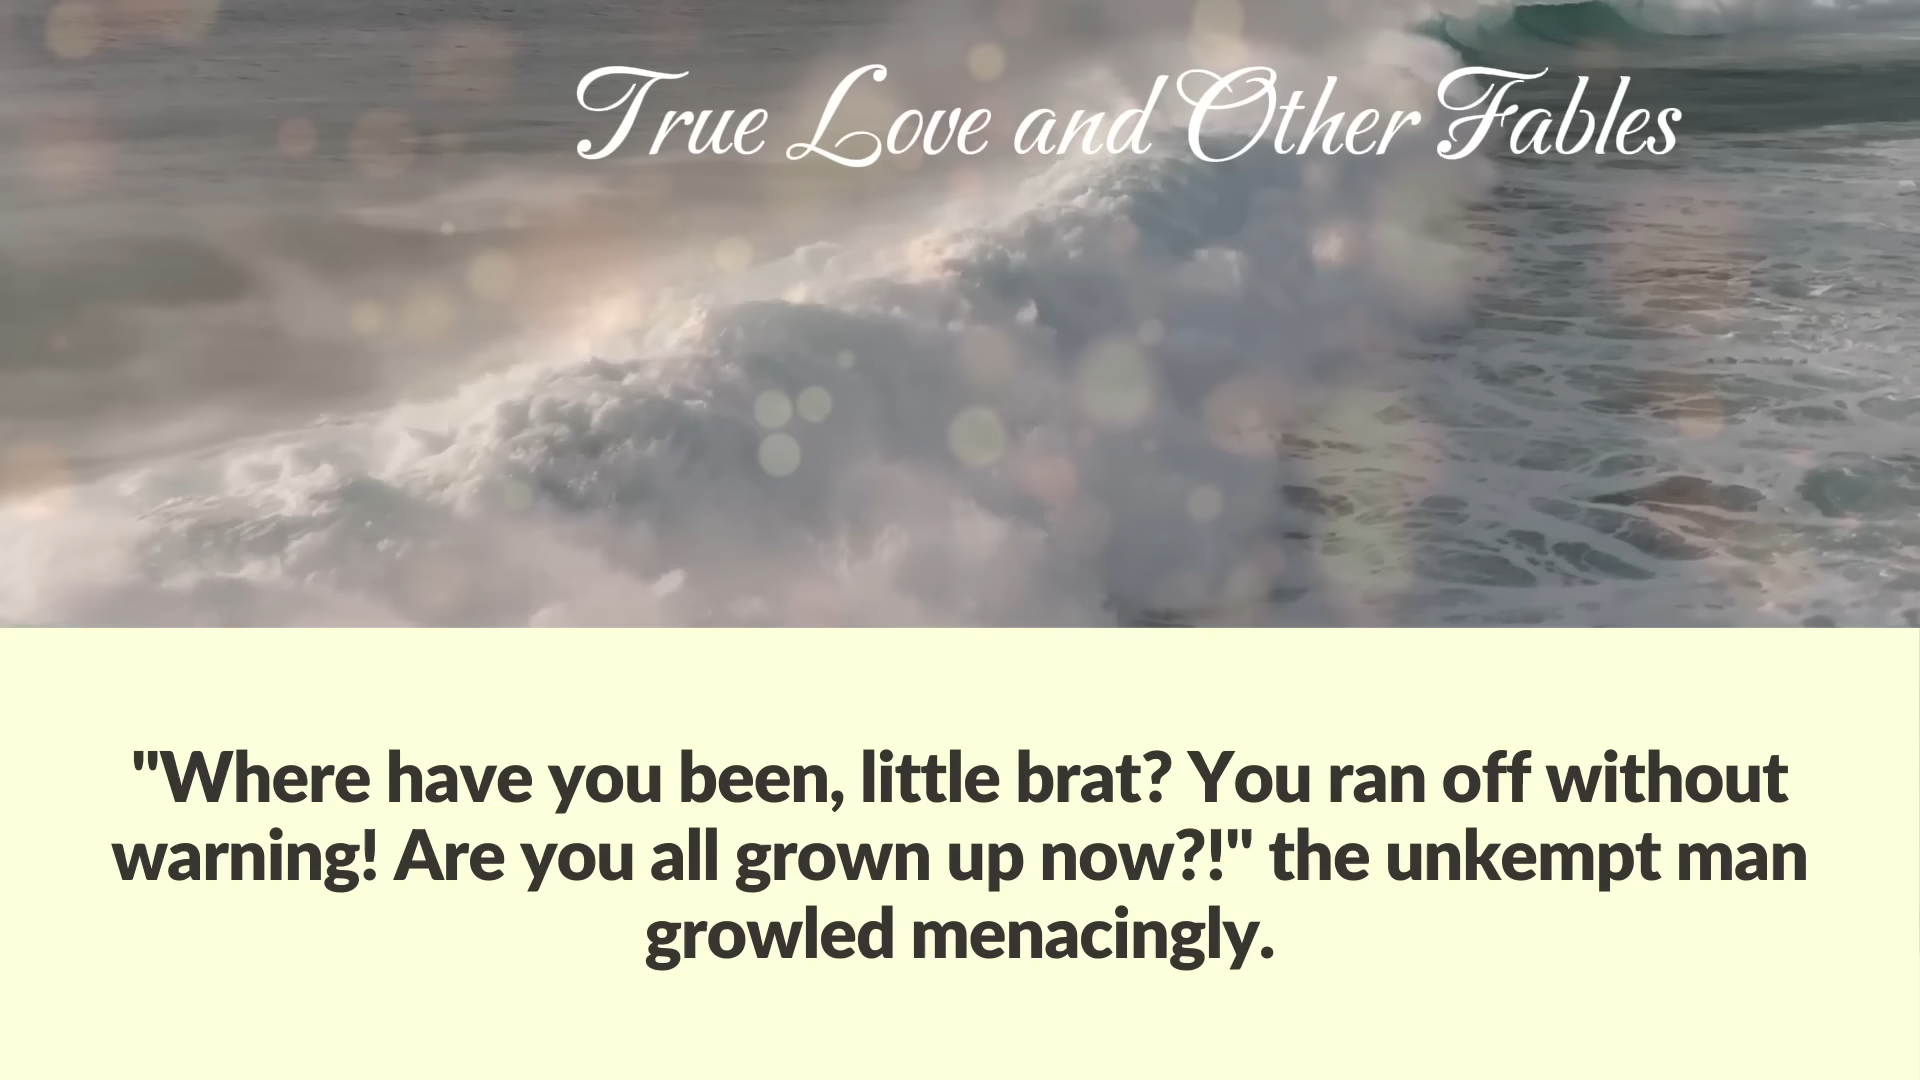 True Love and Other Fables
"Where have you been, little brat? You ran off without
warning! Are you all grown up now?!" the unkempt man
growled menacingly.